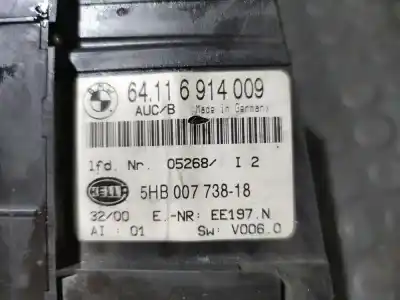 BMW
64.11 6 914 009
AUC/B Made in Germany
lfd. Nr. 05268/ I 2
HELLA 5HB 007 738-18
32/00 E.-NR: EE197.N
AI : 01 Sw: V006.0